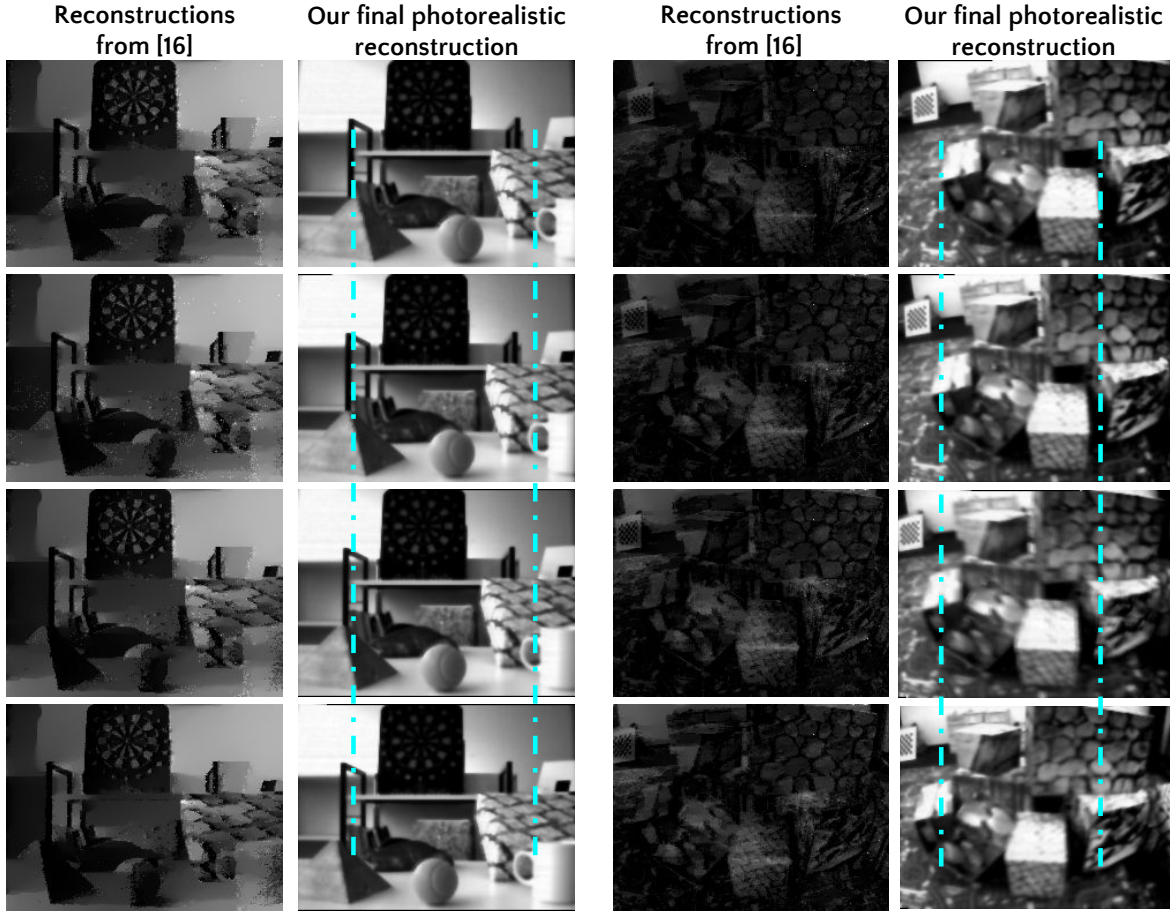 Reconstructions
from [16]
Our final photorealistic
reconstruction
Reconstructions
from [16]
Our final photorealistic
reconstruction